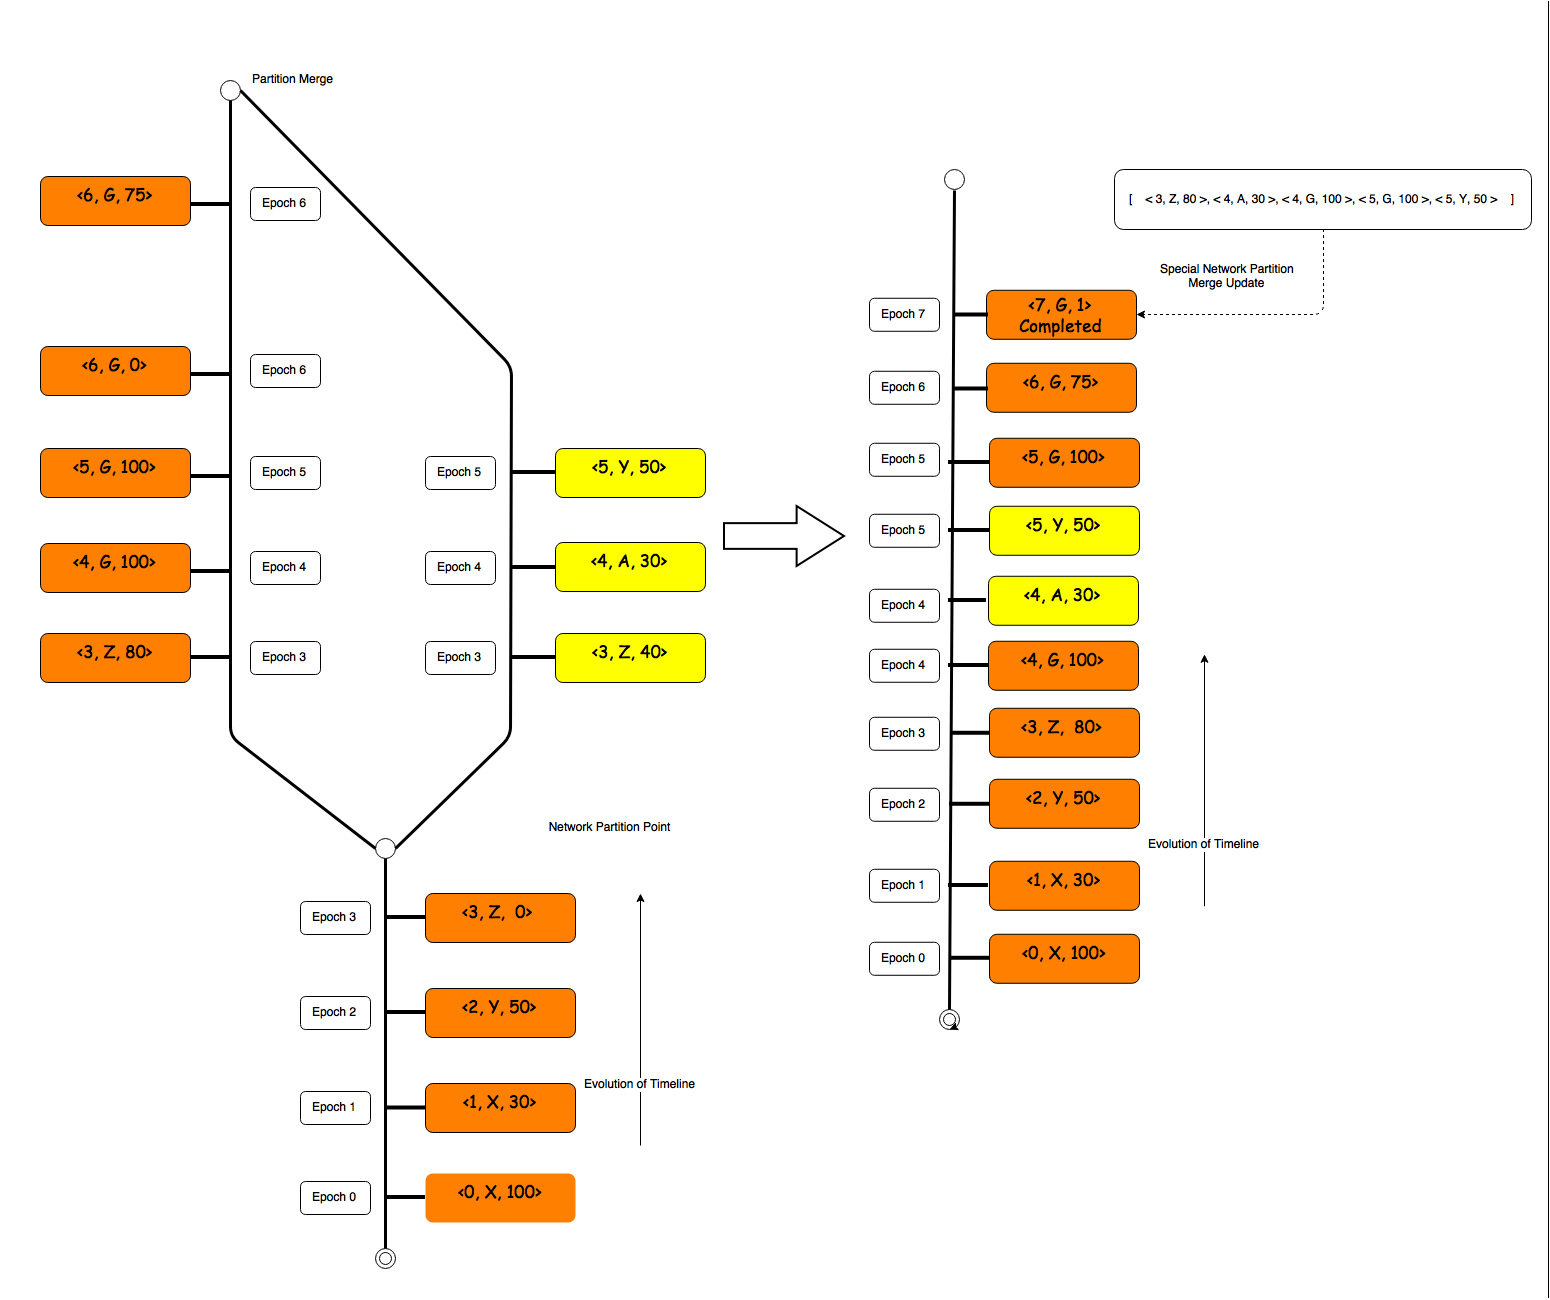 Partition Merge
<6, G, 75>
Epoch 6
<6, G, 0>
Epoch 6
<5, G, 100>
Epoch 5
Epoch 5
<5, Y, 50>
<4, G, 100>
Epoch 4
Epoch 4
<4, A, 30>
<3, Z, 80>
Epoch 3
Epoch 3
<3, Z, 40>
Network Partition Point
Epoch 3
<3, Z, 0>
Epoch 2
<2, Y, 50>
Evolution of Timeline
Epoch 1
<1, X, 30>
Epoch 0
<0, X, 100>
[ < 3, Z, 80 >, < 4, A, 30 >, < 4, G, 100 >, < 5, G, 100 >, < 5, Y, 50 > ]
Special Network Partition
Merge Update
Epoch 7
<7, G, 1>
Completed
Epoch 6
<6, G, 75>
Epoch 5
<5, G, 100>
Epoch 5
<5, Y, 50>
Epoch 4
<4, A, 30>
Epoch 4
<4, G, 100>
Epoch 3
<3, Z, 80>
Epoch 2
<2, Y, 50>
Evolution of Timeline
Epoch 1
<1, X, 30>
Epoch 0
<0, X, 100>